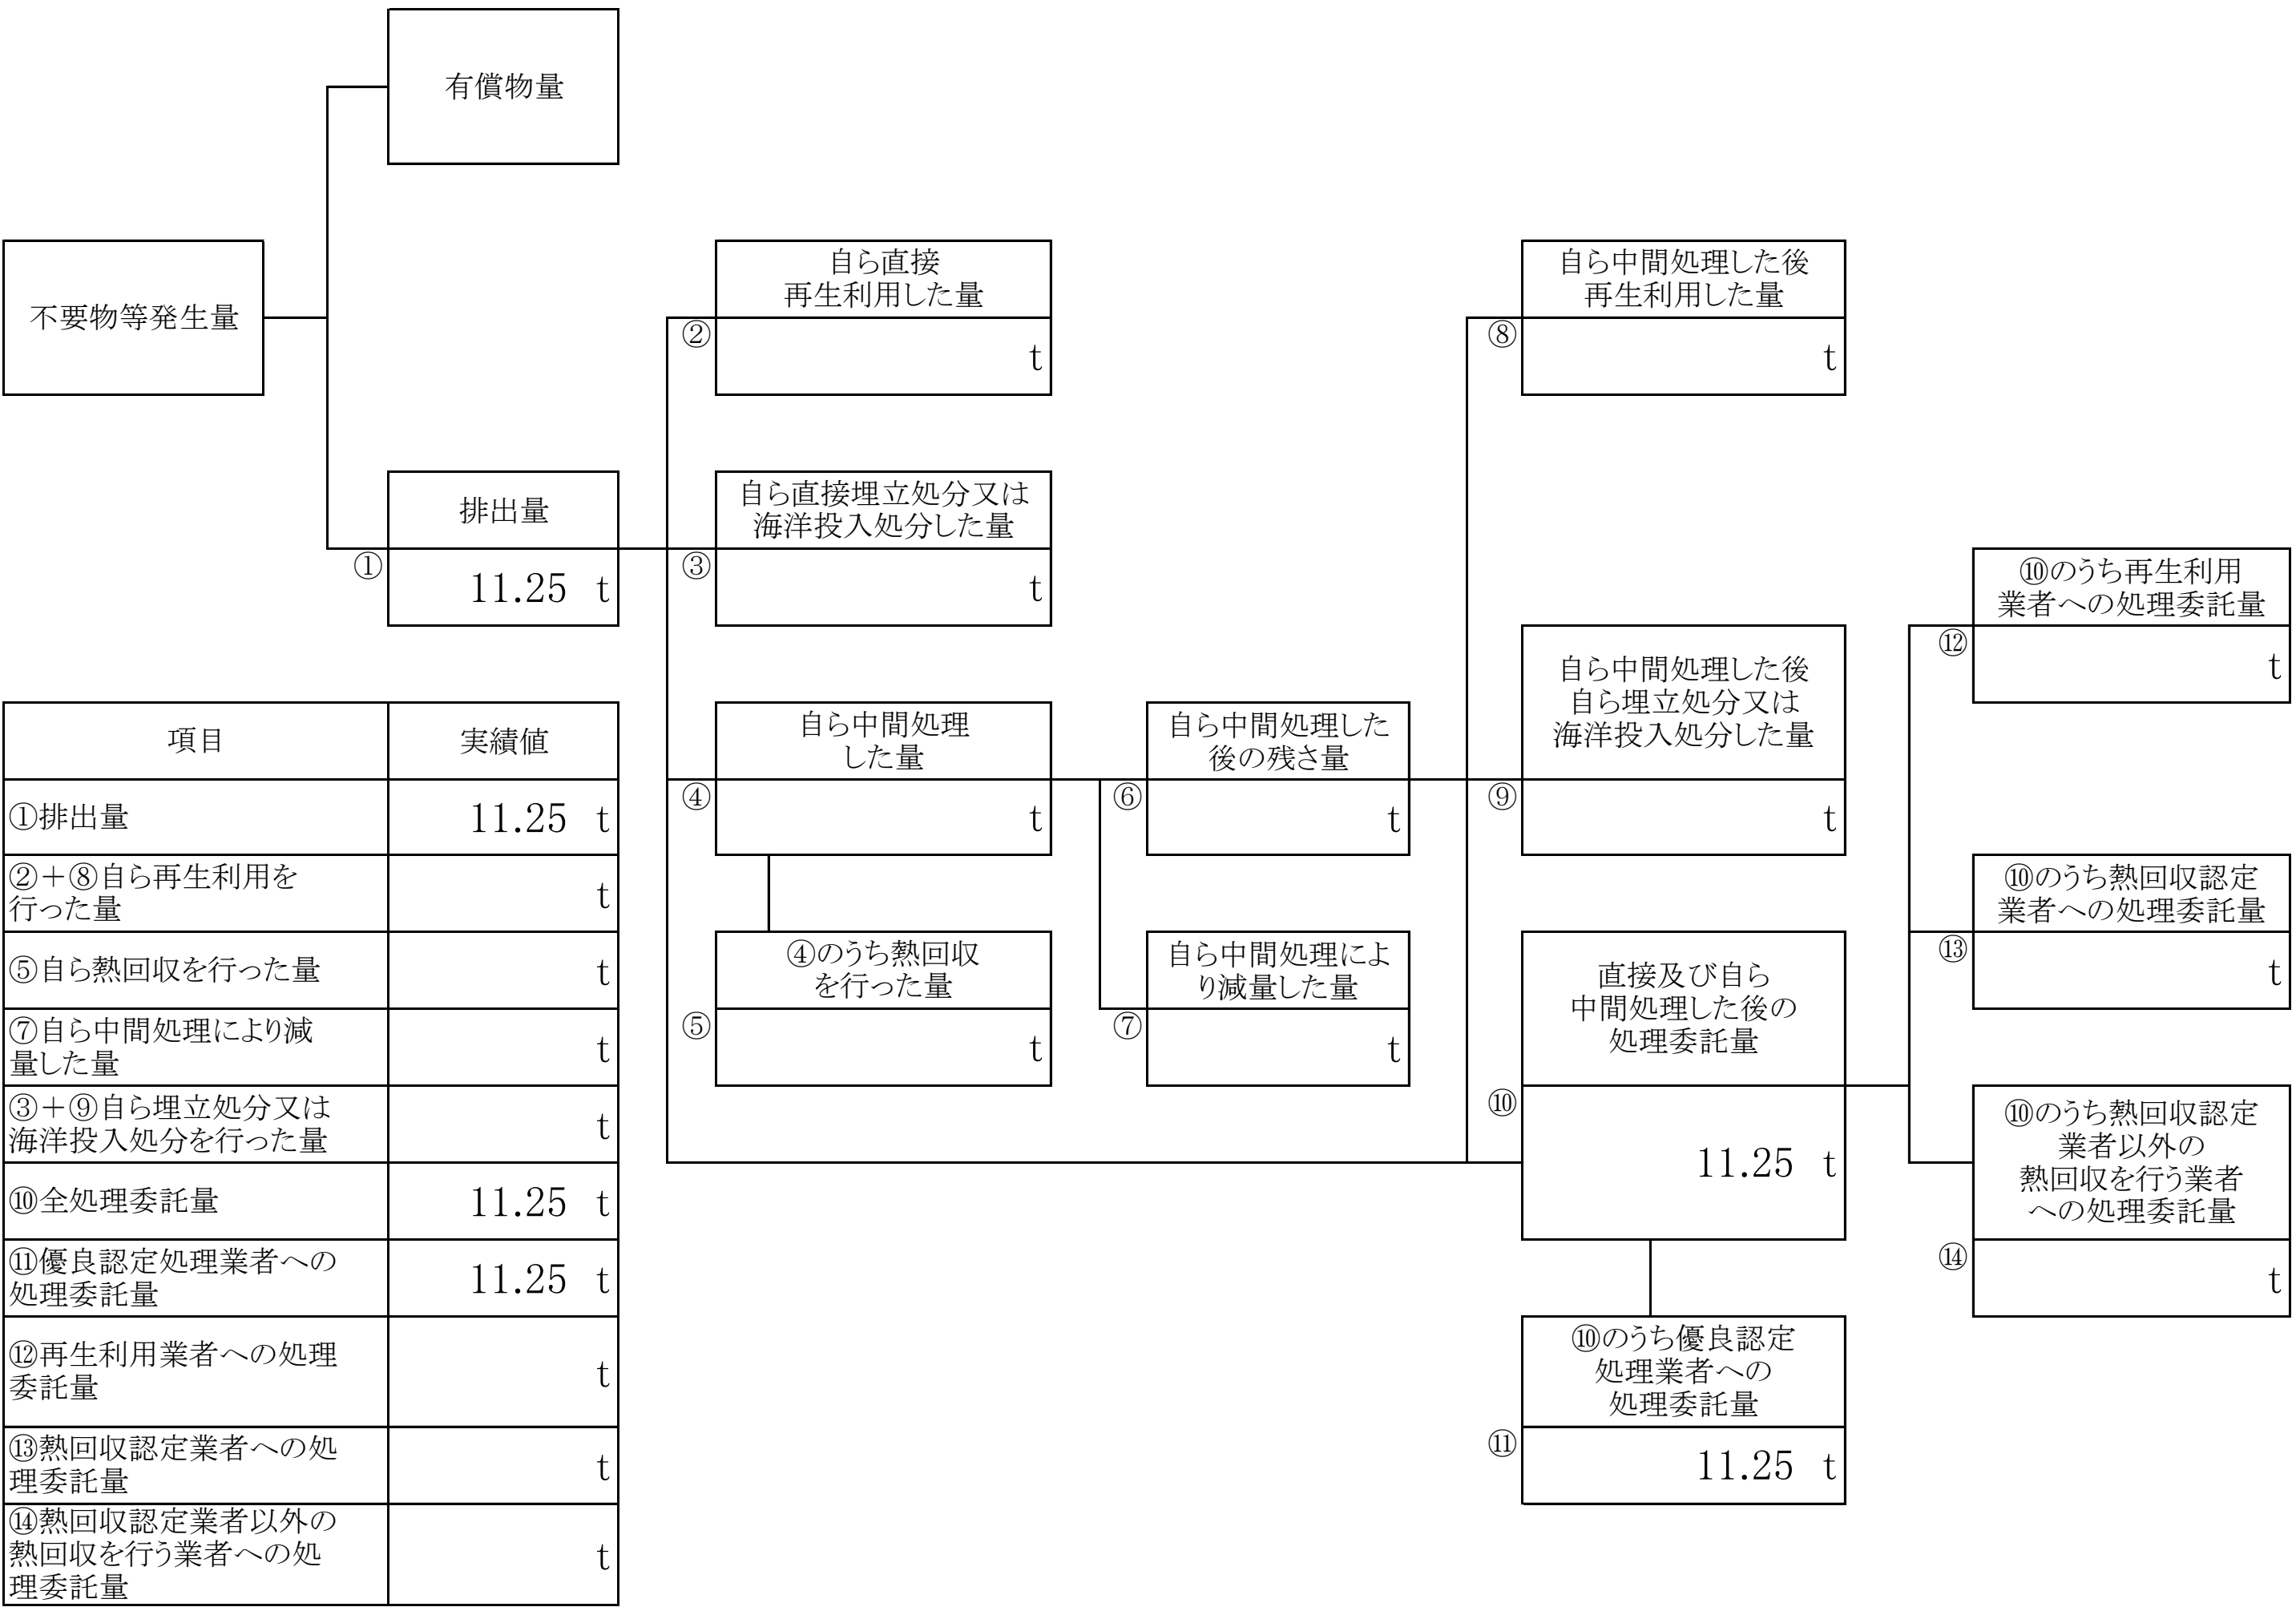 有償物量
不要物等発生量
排出量
①
11.25 t
自ら直接
再生利用した量
②
t
自ら直接埋立処分又は
海洋投入処分した量
③
t
自ら中間処理
した量
④
t
④のうち熱回収
を行った量
⑤
t
自ら中間処理した
後の残さ量
⑥
t
自ら中間処理によ
り減量した量
⑦
t
自ら中間処理した後
再生利用した量
⑧
t
自ら中間処理した後
自ら埋立処分又は
海洋投入処分した量
⑨
t
直接及び自ら
中間処理した後の
処理委託量
⑩
11.25 t
⑩のうち優良認定
処理業者への
処理委託量
⑪
11.25 t
⑩のうち再生利用
業者への処理委託量
⑫
t
⑩のうち熱回収認定
業者への処理委託量
⑬
t
⑩のうち熱回収認定
業者以外の
熱回収を行う業者
への処理委託量
⑭
t
項目 実績値
①排出量 11.25 t
②＋⑧自ら再生利用を
行った量 t
⑤自ら熱回収を行った量 t
⑦自ら中間処理により減
量した量 t
③＋⑨自ら埋立処分又は
海洋投入処分を行った量 t
⑩全処理委託量 11.25 t
⑪優良認定処理業者への
処理委託量 11.25 t
⑫再生利用業者への処理
委託量 t
⑬熱回収認定業者への処
理委託量 t
⑭熱回収認定業者以外の
熱回収を行う業者への処
理委託量 t